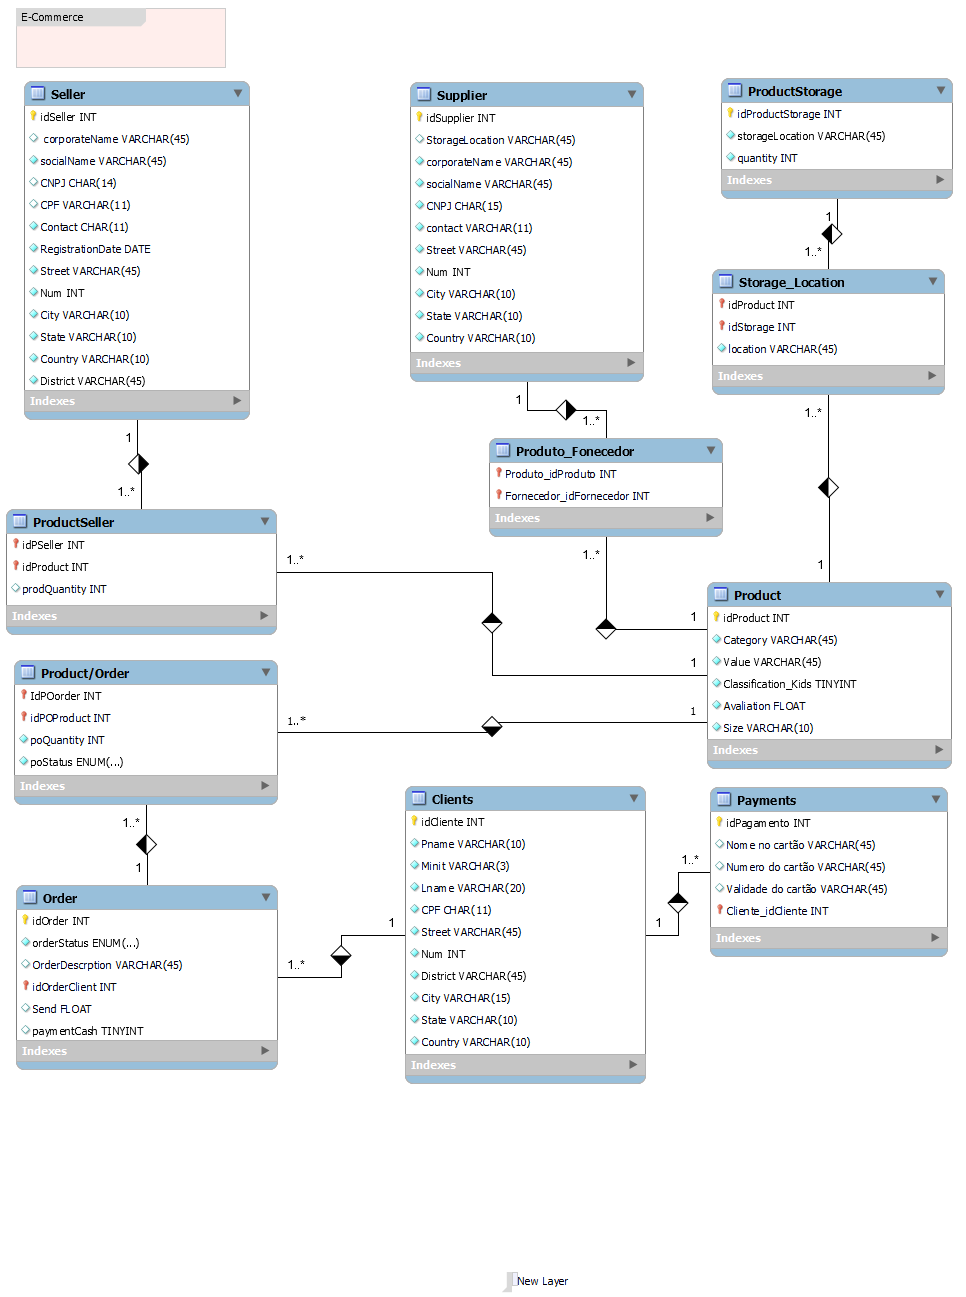 E-Commerce
Seller
idSeller INT
corporateName VARCHAR(45)
socialName VARCHAR(45)
CNPJ CHAR(14)
CPF VARCHAR(11)
Contact CHAR(11)
RegistrationDate DATE
Street VARCHAR(45)
Num INT
City VARCHAR(10)
State VARCHAR(10)
Country VARCHAR(10)
District VARCHAR(45)
Indexes
Supplier
idSupplier INT
StorageLocation VARCHAR(45)
corporateName VARCHAR(45)
socialName VARCHAR(45)
CNPJ CHAR(15)
contact VARCHAR(11)
Street VARCHAR(45)
Num INT
City VARCHAR(10)
State VARCHAR(10)
Country VARCHAR(10)
Indexes
ProductStorage
idProductStorage INT
storageLocation VARCHAR(45)
quantity INT
Indexes
1
1..*
Storage_Location
idProduct INT
idStorage INT
location VARCHAR(45)
Indexes
1..*
1
1
1..*
Produto_Fonecedor
Produto_idProduto INT
Fornecedor_idFornecedor INT
Indexes
1..*
1
1
1..*
ProductSeller
idPSeller INT
idProduct INT
prodQuantity INT
Indexes
1..*
1
Product
idProduct INT
Category VARCHAR(45)
Value VARCHAR(45)
Classification_Kids TINYINT
Avaliation FLOAT
Size VARCHAR(10)
Indexes
Product/Order
IdPOorder INT
idPOProduct INT
poQuantity INT
poStatus ENUM(...)
Indexes
1..*
1
1..*
1
Order
idOrder INT
orderStatus ENUM(...)
OrderDescrption VARCHAR(45)
idOrderClient INT
Send FLOAT
paymentCash TINYINT
Indexes
1..*
1
Clients
idCliente INT
Pname VARCHAR(10)
Minit VARCHAR(3)
Lname VARCHAR(20)
CPF CHAR(11)
Street VARCHAR(45)
Num INT
District VARCHAR(45)
City VARCHAR(15)
State VARCHAR(10)
Country VARCHAR(10)
Indexes
1
1..*
Payments
idPagamento INT
Nome no cartão VARCHAR(45)
Numero do cartão VARCHAR(45)
Validade do cartão VARCHAR(45)
Cliente_idCliente INT
Indexes
New Layer